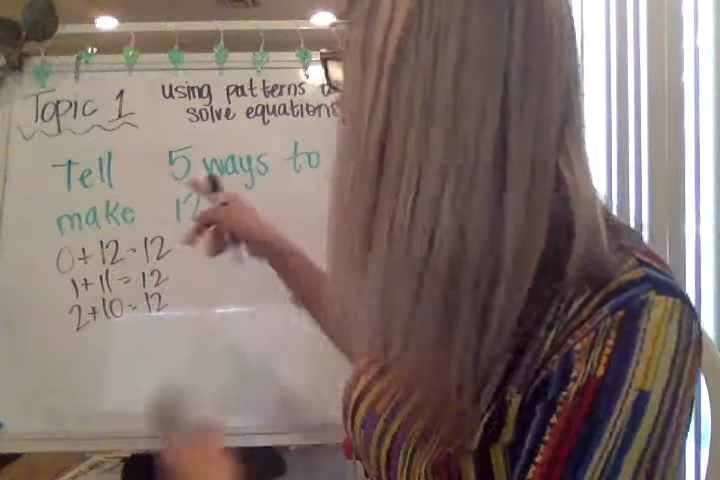 Topic 1
using patterns
solve equations
Tell 5 ways to
make 12
0+12=12
1+11=12
2+10=12